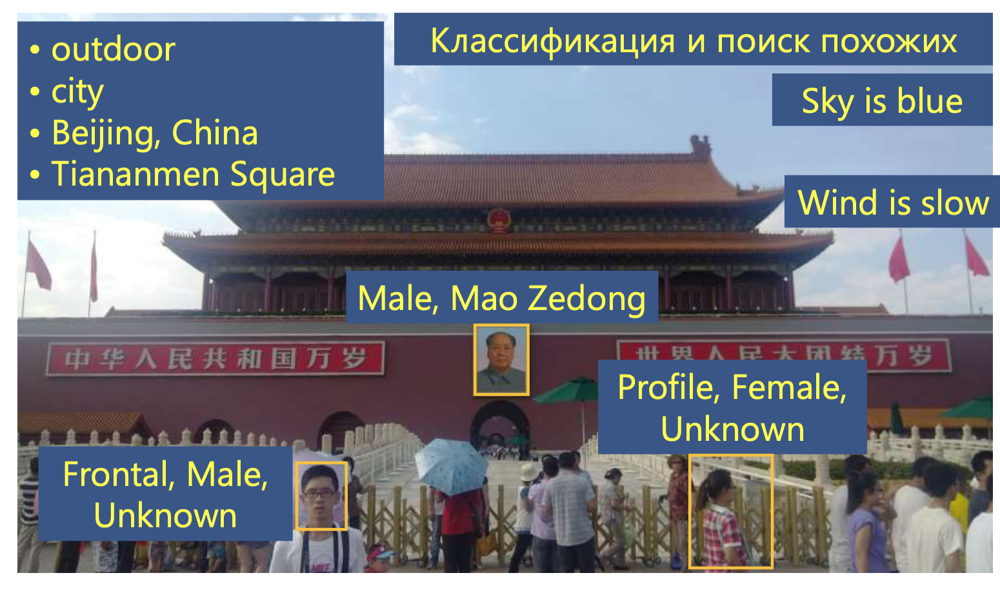 Классификация и поиск похожих
• outdoor
• city
• Beijing, China
• Tiananmen Square
Sky is blue
Wind is slow
Male, Mao Zedong
中华人民共和国万岁
世界人民大团结万岁
Profile, Female,
Unknown
Frontal, Male,
Unknown